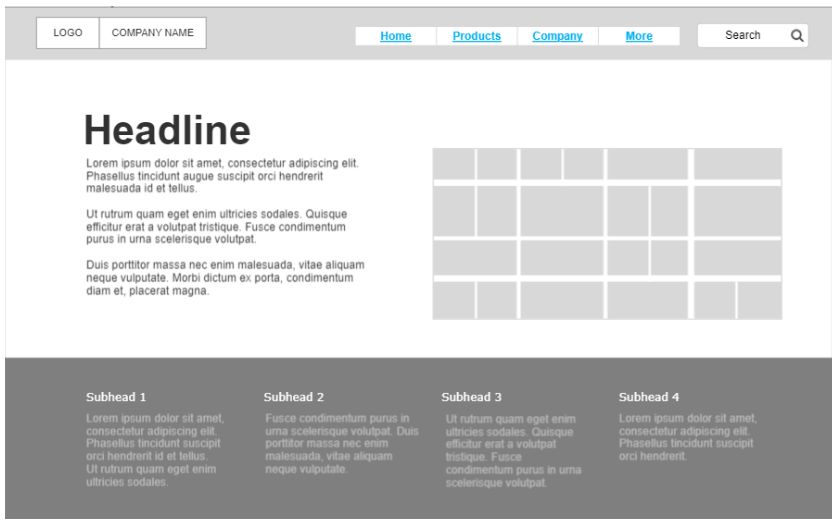 LOGO
COMPANY NAME
Home
Products
Company
More
Search
Headline
Lorem ipsum dolor sit amet, consectetur adipiscing elit.
Phasellus tincidunt augue suscipit orci hendrerit
malesuada id et tellus.
Ut rutrum quam eget enim ultricies sodales. Quisque
efficitur erat a volutpat tristique. Fusce condimentum
purus in urna scelerisque volutpat.
Duis porttitor massa nec enim malesuada, vitae aliquam
neque vulputate. Morbi dictum ex porta, condimentum
diam et, placerat magna.
Subhead 1
Lorem ipsum dolor sit amet,
consectetur adipiscing elit.
Phasellus tincidunt suscipit
orci hendrerit id et tellus.
Ut rutrum quam eget enim
ultricies sodales.
Subhead 2
Fusce condimentum purus in
urna scelerisque volutpat. Duis
porttitor massa nec enim
malesuada, vitae aliquam
neque vulputate.
Subhead 3
Ut rutrum quam eget enim
ultricies sodales. Quisque
efficitur erat a volutpat
tristique. Fusce
condimentum purus in urna
scelerisque volutpat.
Subhead 4
Lorem ipsum dolor sit amet,
consectetur adipiscing elit.
Phasellus tincidunt suscipit
orci hendrerit.